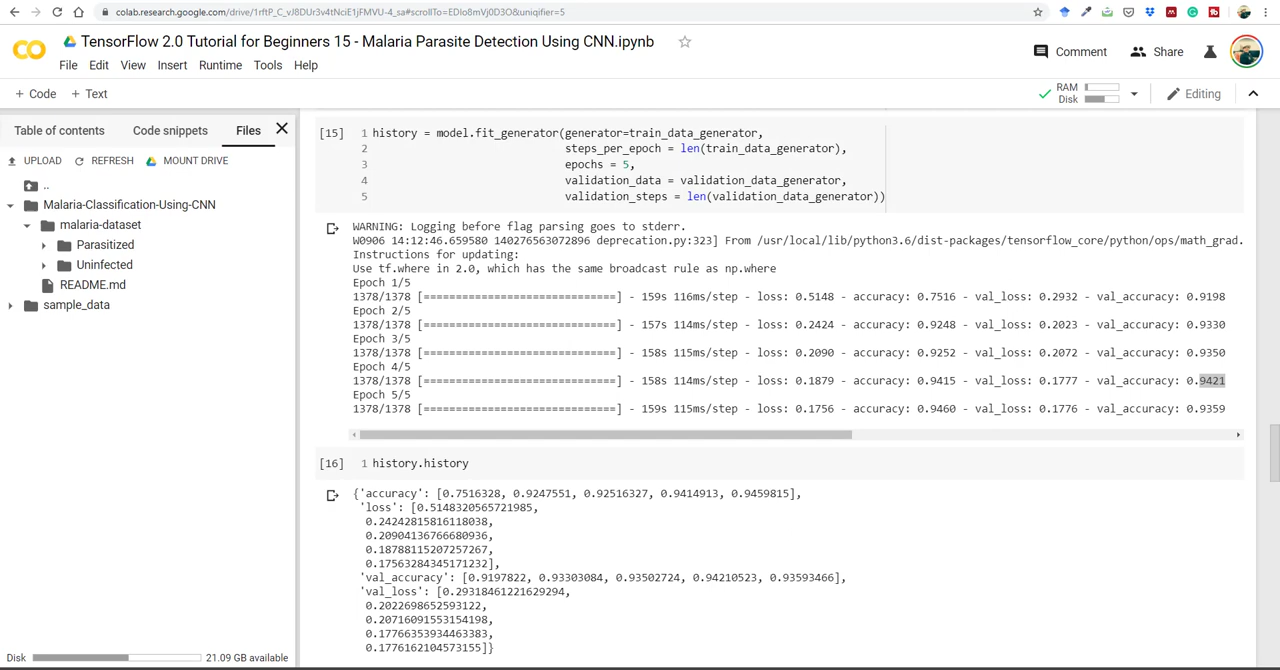 colab.research.google.com/drive/1rftP_C_vJ8DUr3v4tNciE1jFMVU-4_sa#scrollTo=EDIo8mVj0D3O&uniqifier=5
CO TensorFlow 2.0 Tutorial for Beginners 15 - Malaria Parasite Detection Using CNN.ipynb
File Edit View Insert Runtime Tools Help
Comment Share
+ Code + Text
RAM
Disk
Editing
Table of contents Code snippets Files
UPLOAD REFRESH MOUNT DRIVE
..
Malaria-Classification-Using-CNN
malaria-dataset
Parasitized
Uninfected
README.md
sample_data
Disk 21.09 GB available
[15] 1 history = model.fit_generator(generator=train_data_generator,
2 steps_per_epoch = len(train_data_generator),
3 epochs = 5,
4 validation_data = validation_data_generator,
5 validation_steps = len(validation_data_generator))
WARNING: Logging before flag parsing goes to stderr.
W0906 14:12:46.659580 140276563072896 deprecation.py:323] From /usr/local/lib/python3.6/dist-packages/tensorflow_core/python/ops/math_grad.
Instructions for updating:
Use tf.where in 2.0, which has the same broadcast rule as np.where
Epoch 1/5
1378/1378 [==============================] - 159s 116ms/step - loss: 0.5148 - accuracy: 0.7516 - val_loss: 0.2932 - val_accuracy: 0.9198
Epoch 2/5
1378/1378 [==============================] - 157s 114ms/step - loss: 0.2424 - accuracy: 0.9248 - val_loss: 0.2023 - val_accuracy: 0.9330
Epoch 3/5
1378/1378 [==============================] - 158s 115ms/step - loss: 0.2090 - accuracy: 0.9252 - val_loss: 0.2072 - val_accuracy: 0.9350
Epoch 4/5
1378/1378 [==============================] - 158s 114ms/step - loss: 0.1879 - accuracy: 0.9415 - val_loss: 0.1777 - val_accuracy: 0.9421
Epoch 5/5
1378/1378 [==============================] - 159s 115ms/step - loss: 0.1756 - accuracy: 0.9460 - val_loss: 0.1776 - val_accuracy: 0.9359
[16] 1 history.history
{'accuracy': [0.7516328, 0.9247551, 0.92516327, 0.9414913, 0.9459815],
'loss': [0.5148320565721985,
0.24242815816118038,
0.20904136766680936,
0.18788115207257267,
0.17563284345171232],
'val_accuracy': [0.9197822, 0.93303084, 0.93502724, 0.94210523, 0.93593466],
'val_loss': [0.29318461221629294,
0.2022698652593122,
0.20716091553154198,
0.17766353934463383,
0.1776162104573155]}